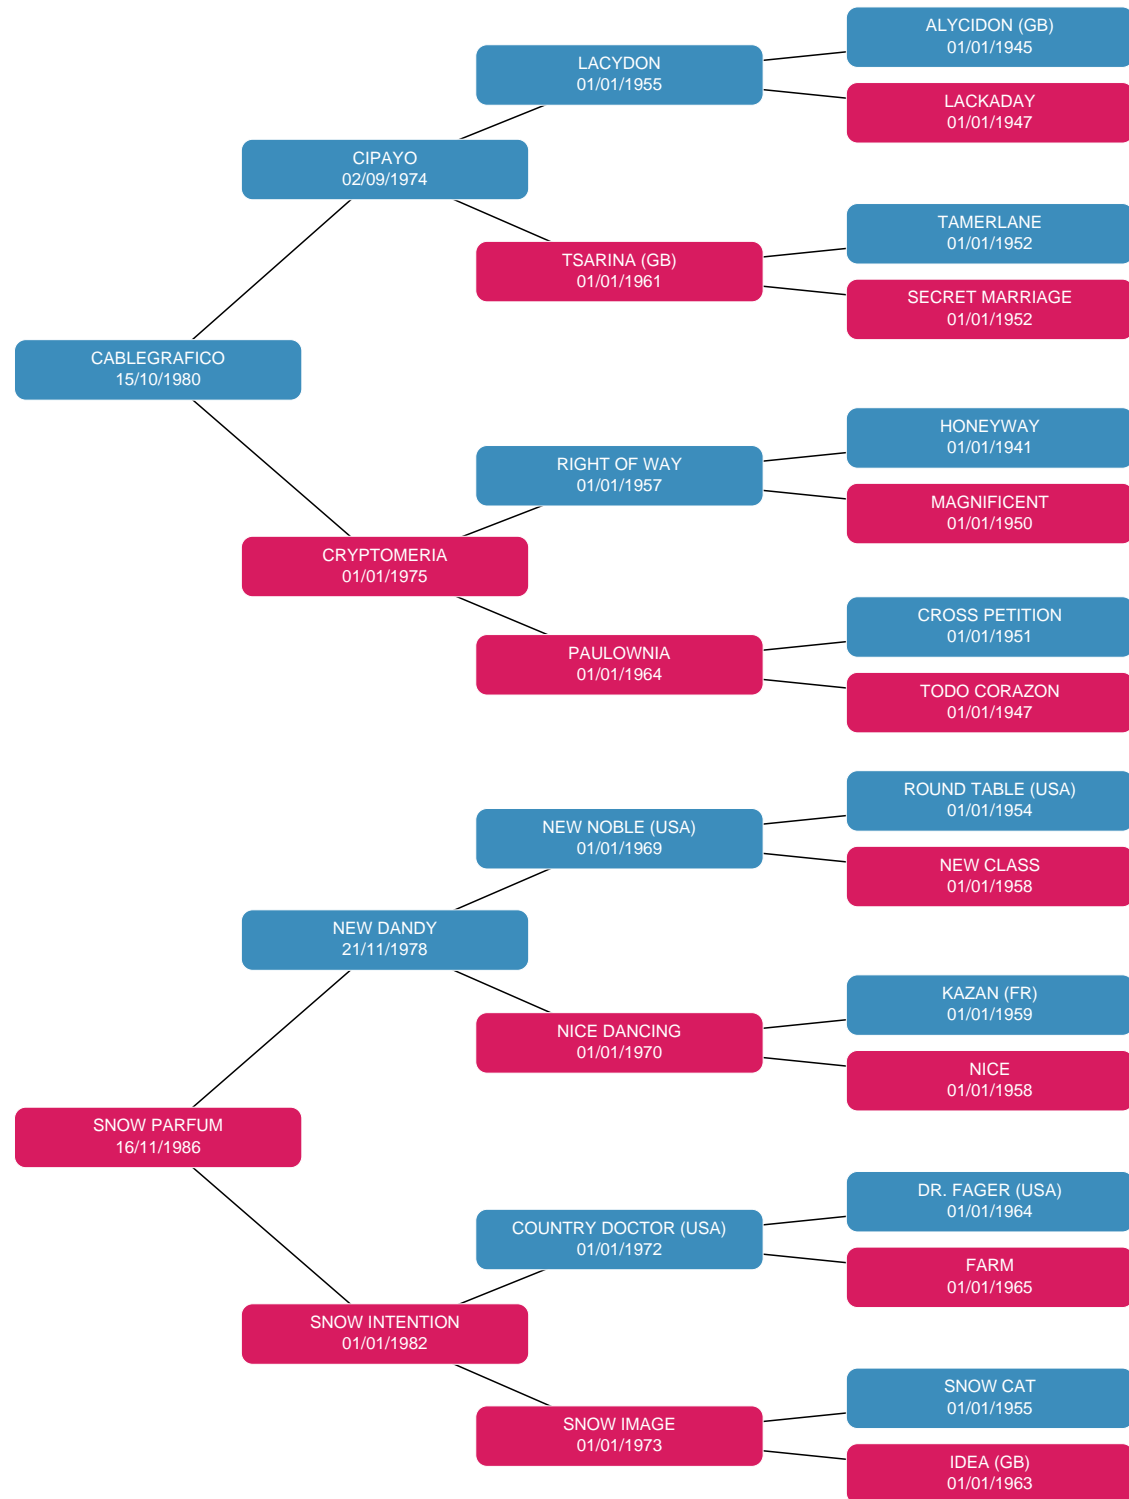 ALYCIDON (GB)
01/01/1945
LACYDON
01/01/1955
LACKADAY
01/01/1947
CIPAYO
02/09/1974
TAMERLANE
01/01/1952
TSARINA (GB)
01/01/1961
SECRET MARRIAGE
01/01/1952
CABLEGRAFICO
15/10/1980
HONEYWAY
01/01/1941
RIGHT OF WAY
01/01/1957
MAGNIFICENT
01/01/1950
CRYPTOMERIA
01/01/1975
CROSS PETITION
01/01/1951
PAULOWNIA
01/01/1964
TODO CORAZON
01/01/1947
ROUND TABLE (USA)
01/01/1954
NEW NOBLE (USA)
01/01/1969
NEW CLASS
01/01/1958
NEW DANDY
21/11/1978
KAZAN (FR)
01/01/1959
NICE DANCING
01/01/1970
NICE
01/01/1958
SNOW PARFUM
16/11/1986
DR. FAGER (USA)
01/01/1964
COUNTRY DOCTOR (USA)
01/01/1972
FARM
01/01/1965
SNOW INTENTION
01/01/1982
SNOW CAT
01/01/1955
SNOW IMAGE
01/01/1973
IDEA (GB)
01/01/1963